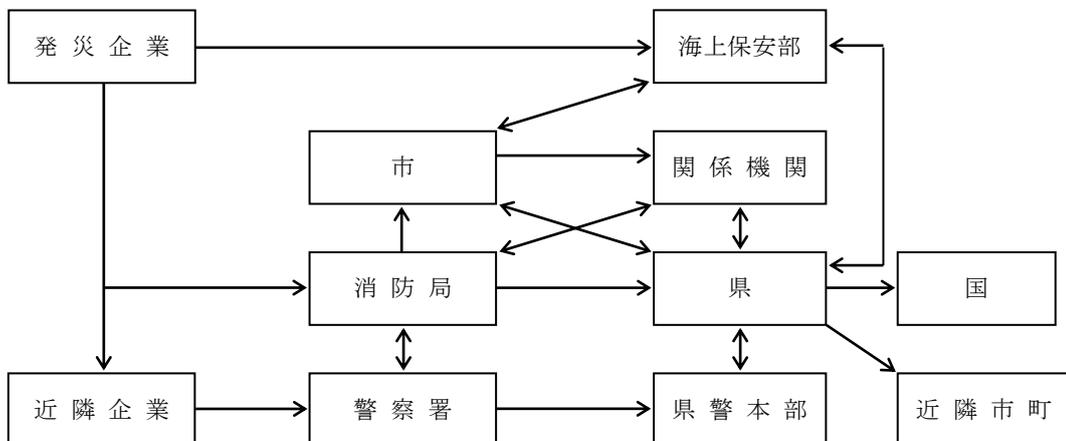 発災企業
海上保安部
市
関係機関
消防局
県
国
近隣企業
警察署
県警本部
近隣市町